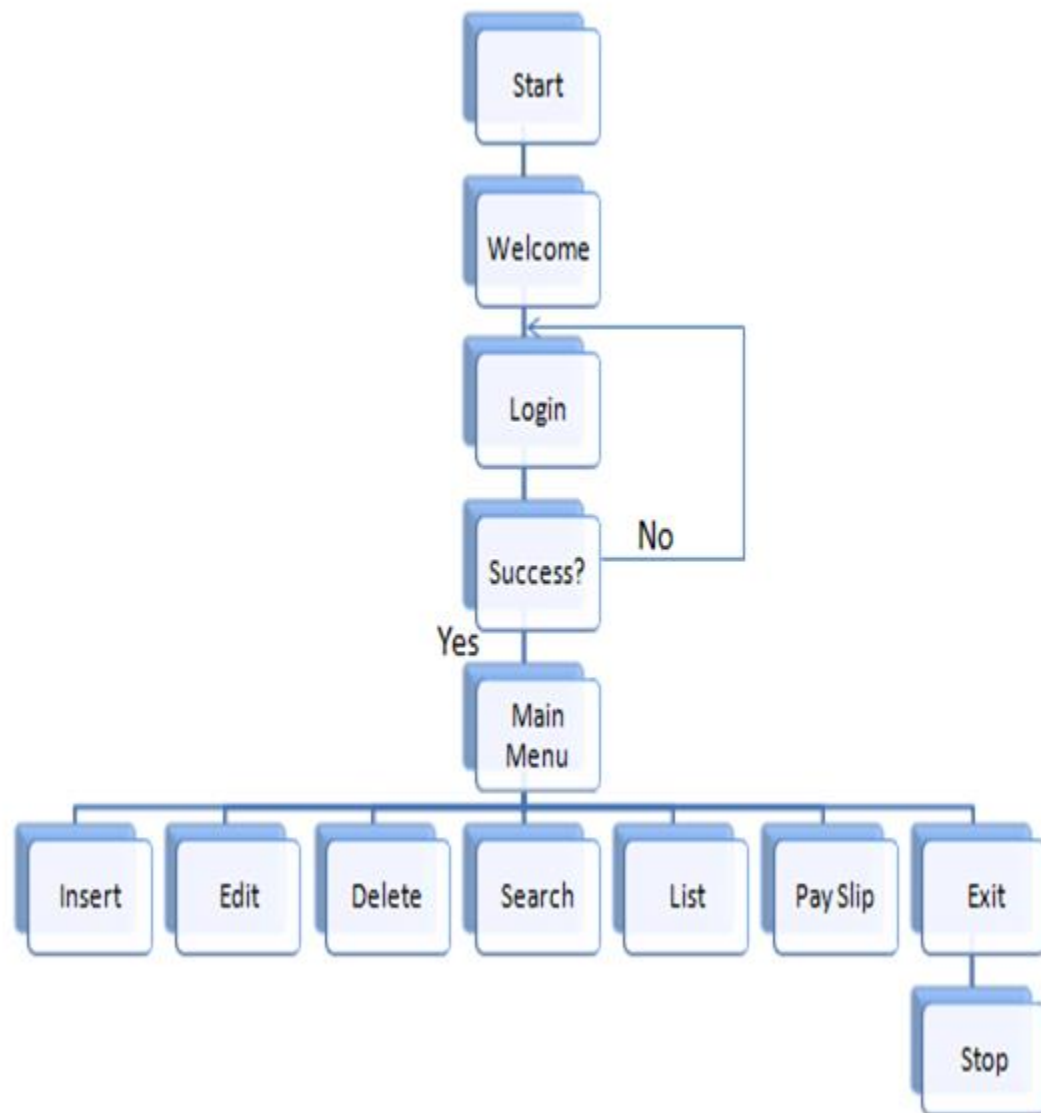 Start
Welcome
Login
Success?
No
Yes
Main
Menu
Insert
Edit
Delete
Search
List
Pay Slip
Exit
Stop